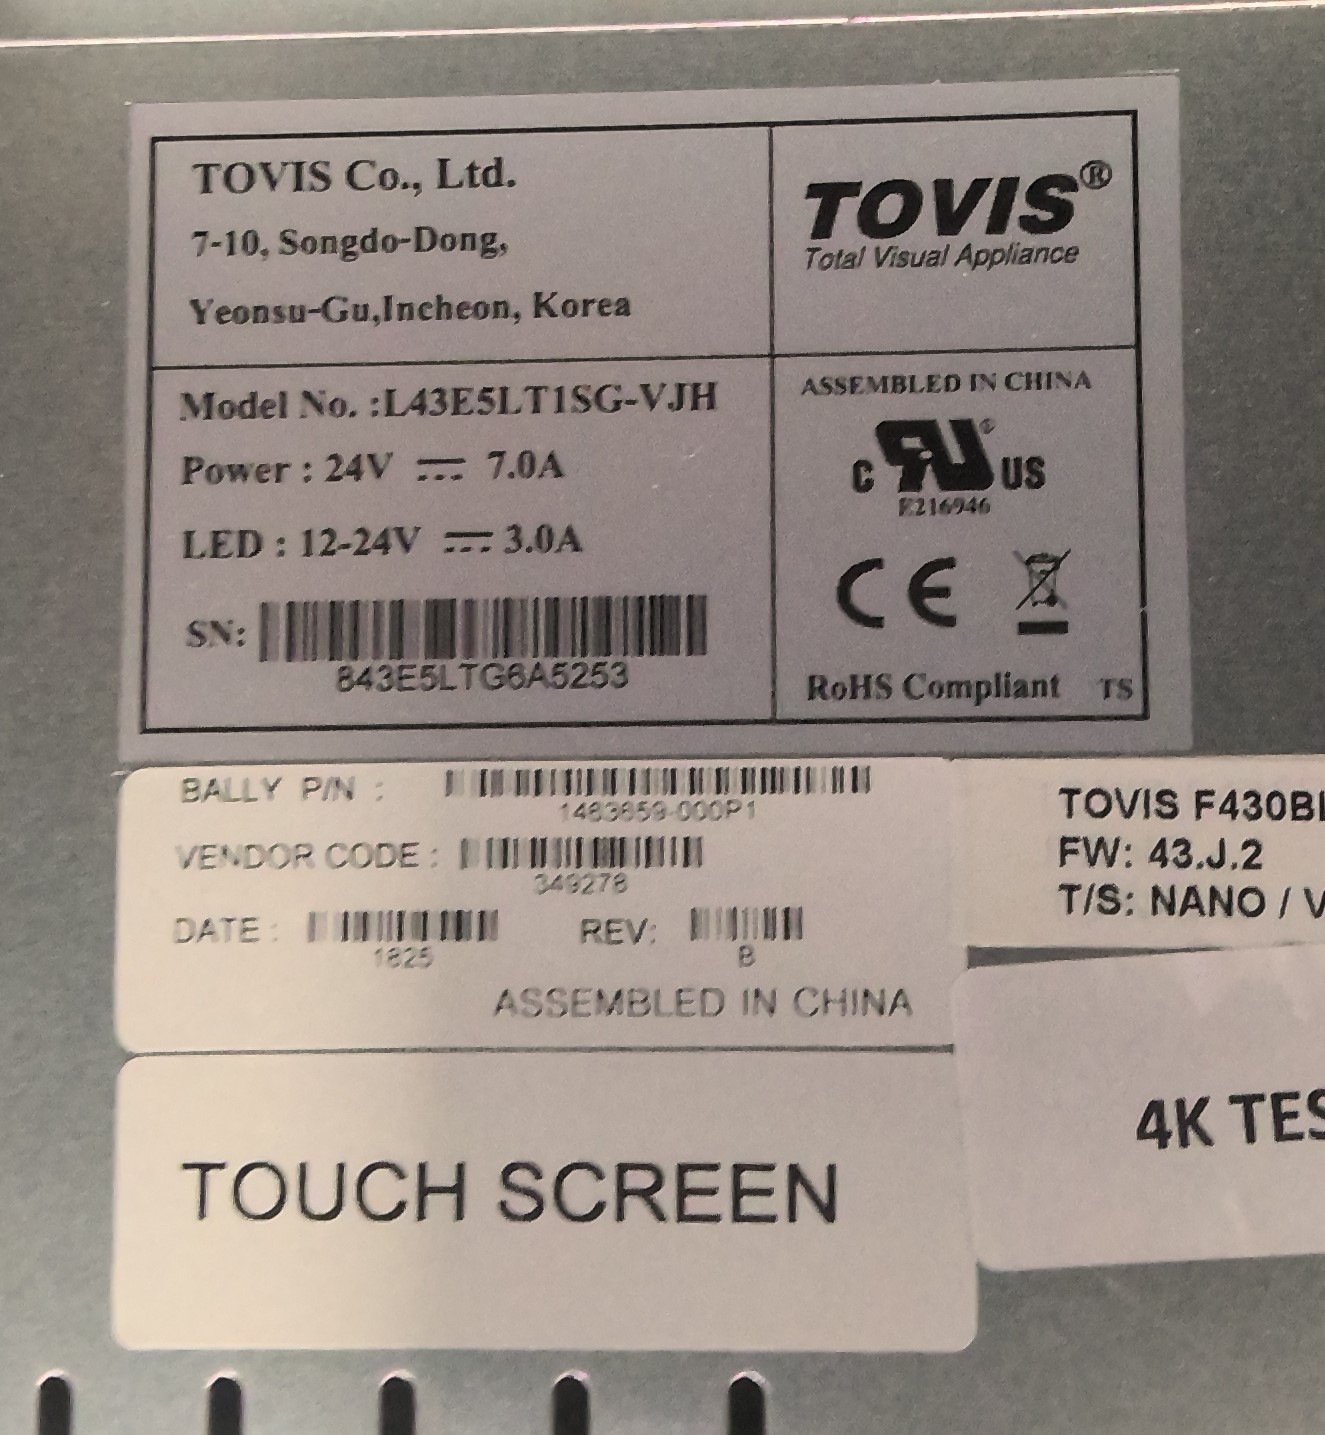 TOVIS Co., Ltd.
7-10, Songdo-Dong,
Yeonsu-Gu,Incheon, Korea
TOVIS®
Total Visual Appliance
Model No. :L43E5LT1SG-VJH
Power : 24V ⎓ 7.0A
LED : 12-24V ⎓ 3.0A
SN:
843E5LTG6A5253
ASSEMBLED IN CHINA
C RU® US
E216946
CE
RoHS Compliant TS
BALLY P/N :
1463659-000P1
VENDOR CODE :
349278
DATE : REV:
1825 B
ASSEMBLED IN CHINA
TOVIS F430B
FW: 43.J.2
T/S: NANO / V
TOUCH SCREEN
4K TES